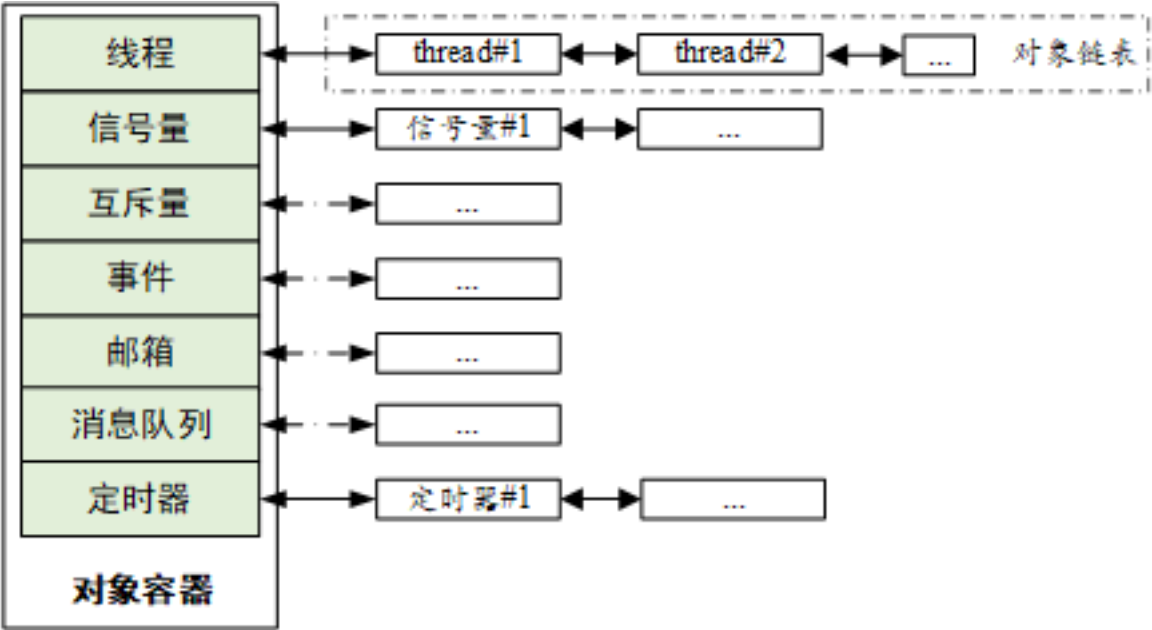 线程
thread#1
thread#2
...
对象链表
信号量
信号量#1
...
互斥量
...
事件
...
邮箱
...
消息队列
...
定时器
定时器#1
...
对象容器